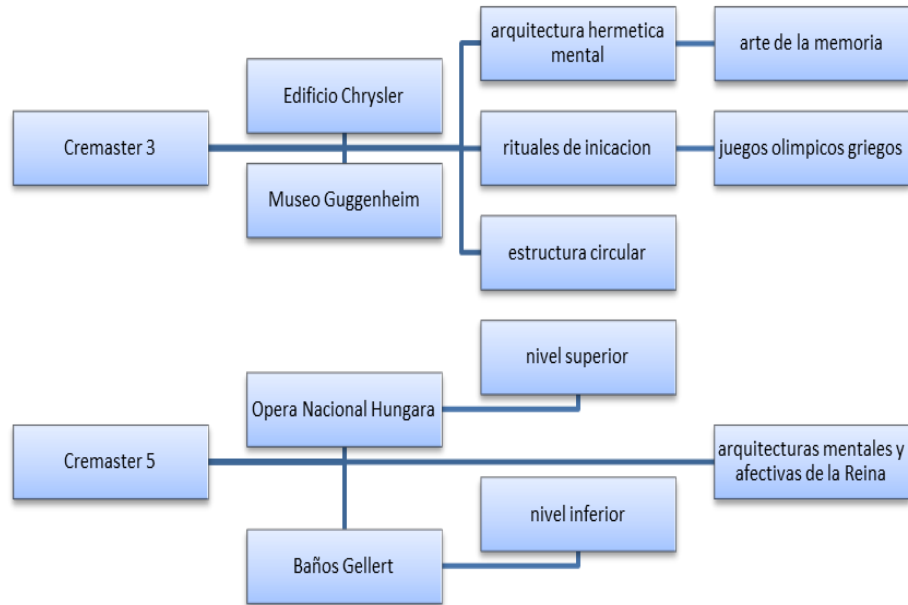 arquitectura hermetica
mental
arte de la memoria
Edificio Chrysler
Cremaster 3
rituales de inicacion
juegos olimpicos griegos
Museo Guggenheim
estructura circular
nivel superior
Opera Nacional Hungara
Cremaster 5
arquitecturas mentales y
afectivas de la Reina
nivel inferior
Baños Gellert